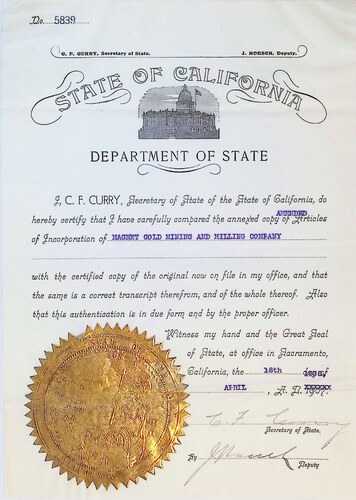 No. 5839
C. F. CURRY, Secretary of State. J. HOESCH, Deputy.
STATE OF CALIFORNIA
DEPARTMENT OF STATE
I, C. F. CURRY, Secretary of State of the State of California, do
hereby certify that I have carefully compared the annexed copy of AMENDED Articles
of Incorporation of MAGNET GOLD MINING AND MILLING COMPANY
with the certified copy of the original now on file in my office, and that
the same is a correct transcript therefrom, and of the whole thereof. Also
that this authentication is in due form and by the proper officer.
Witness my hand and the Great Seal
of State, at office in Sacramento,
California, the 18th day of
APRIL, A. D.
C F Curry
Secretary of State.
By J Hoesch
Deputy